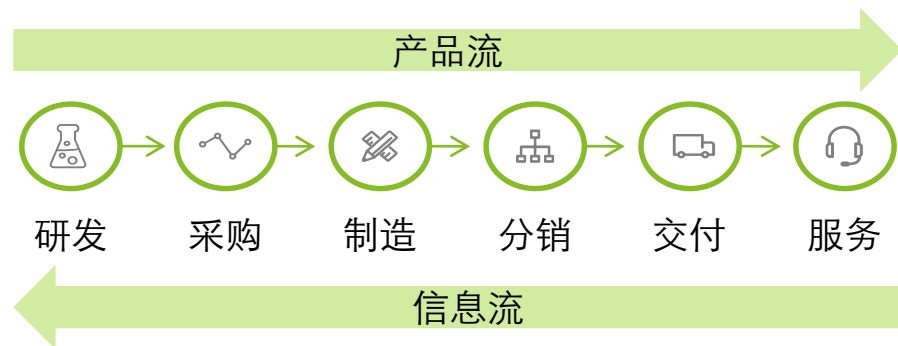 产品流
研发 采购 制造 分销 交付 服务
信息流